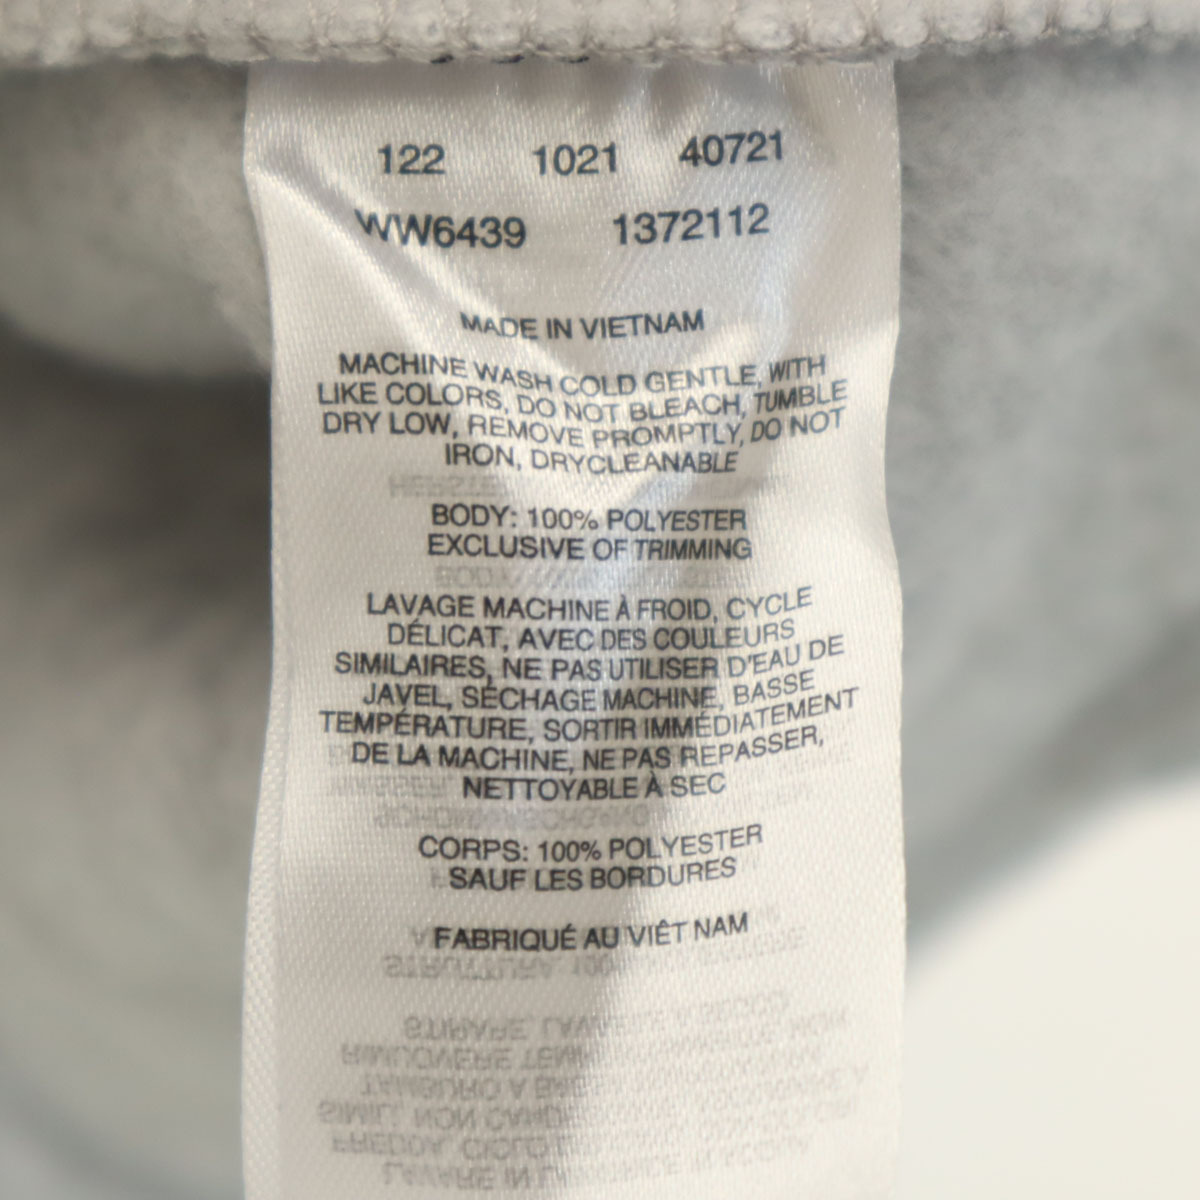 122 1021 40721
WW6439 1372112
MADE IN VIETNAM
MACHINE WASH COLD GENTLE, WITH
LIKE COLORS, DO NOT BLEACH, TUMBLE
DRY LOW, REMOVE PROMPTLY, DO NOT
IRON, DRYCLEANABLE
BODY: 100% POLYESTER
EXCLUSIVE OF TRIMMING
LAVAGE MACHINE À FROID, CYCLE
DÉLICAT, AVEC DES COULEURS
SIMILAIRES, NE PAS UTILISER D'EAU DE
JAVEL, SÉCHAGE MACHINE, BASSE
TEMPÉRATURE, SORTIR IMMÉDIATEMENT
DE LA MACHINE, NE PAS REPASSER,
NETTOYABLE À SEC
CORPS: 100% POLYESTER
SAUF LES BORDURES
FABRIQUÉ AU VIÊT NAM